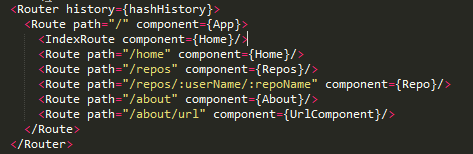 <Router history={hashHistory}>
<Route path="/" component={App}>
<IndexRoute component={Home}/>
<Route path="/home" component={Home}/>
<Route path="/repos" component={Repos}/>
<Route path="/repos/:userName/:repoName" component={Repo}/>
<Route path="/about" component={About}/>
<Route path="/about/url" component={UrlComponent}/>
</Route>
</Router>